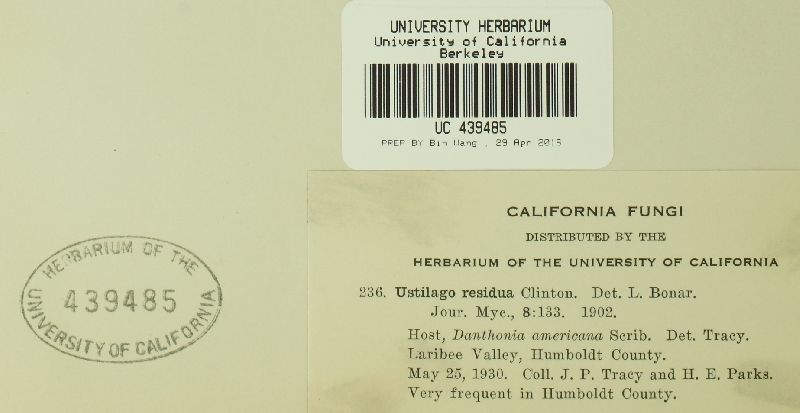 UNIVERSITY HERBARIUM
University of California
Berkeley
UC 439485
PREP BY Bin Wang , 29 Apr 2015
CALIFORNIA FUNGI
DISTRIBUTED BY THE
HERBARIUM OF THE UNIVERSITY OF CALIFORNIA
236. Ustilago residua Clinton. Det. L. Bonar.
Jour. Myc., 8:133. 1902.
Host, Danthonia americana Scrib. Det. Tracy.
Laribee Valley, Humboldt County.
May 25, 1930. Coll. J. P. Tracy and H. E. Parks.
Very frequent in Humboldt County.
HERBARIUM OF THE
439485
UNIVERSITY OF CALIFORNIA